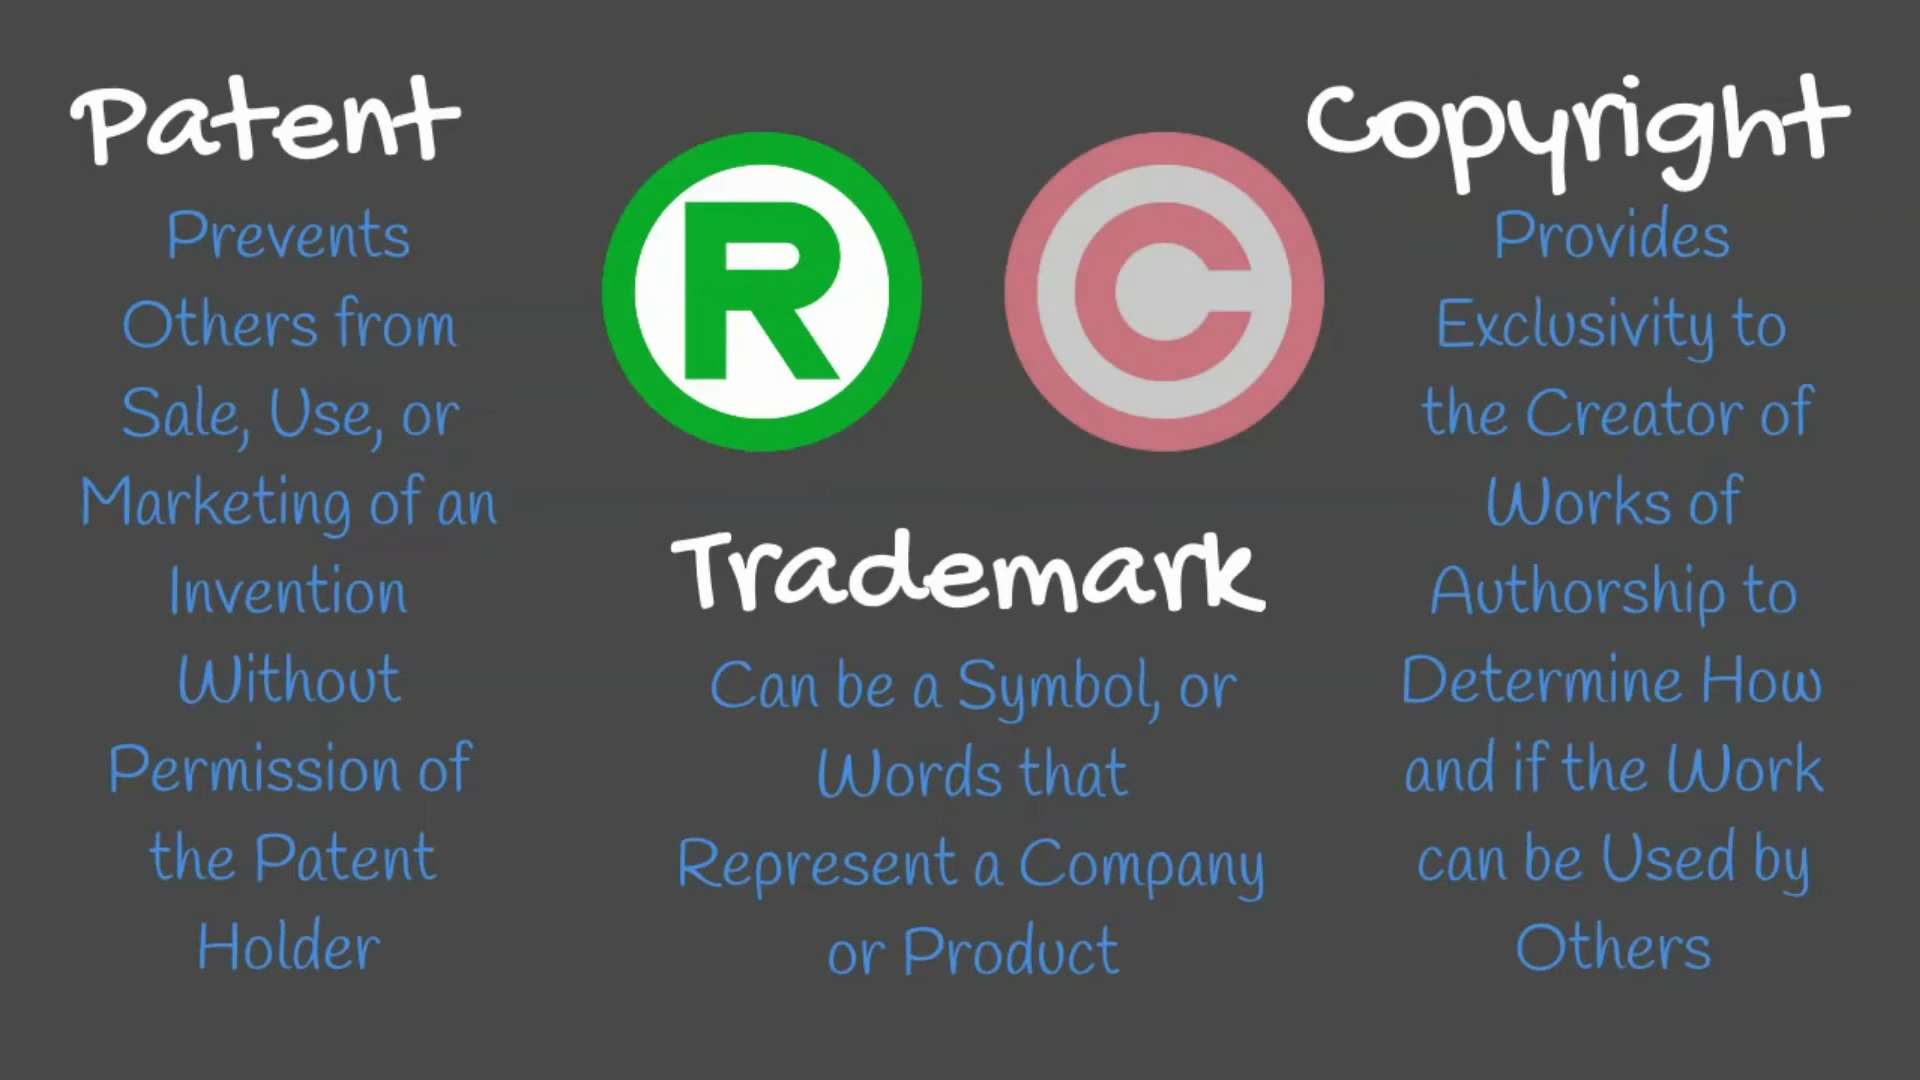 Patent
Prevents
Others from
Sale, Use, or
Marketing of an
Invention
Without
Permission of
the Patent
Holder
R
C
Trademark
Can be a Symbol, or
Words that
Represent a Company
or Product
Copyright
Provides
Exclusivity to
the Creator of
Works of
Authorship to
Determine How
and if the Work
can be Used by
Others